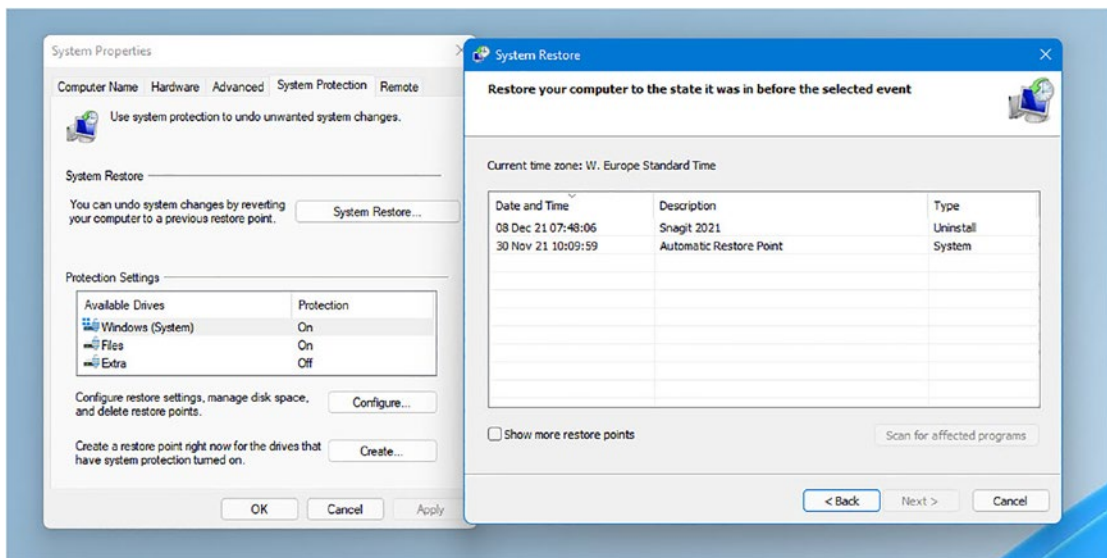 System Properties
Computer Name Hardware Advanced System Protection Remote
Use system protection to undo unwanted system changes.
System Restore
You can undo system changes by reverting
your computer to a previous restore point.
System Restore...
Protection Settings
Available Drives Protection
Windows (System) On
Files On
Extra Off
Configure restore settings, manage disk space,
and delete restore points.
Configure...
Create a restore point right now for the drives that
have system protection turned on.
Create...
OK Cancel Apply
System Restore
Restore your computer to the state it was in before the selected event
Current time zone: W. Europe Standard Time
Date and Time Description Type
08 Dec 21 07:48:06 Snagit 2021 Uninstall
30 Nov 21 10:09:59 Automatic Restore Point System
Show more restore points
Scan for affected programs
< Back Next > Cancel